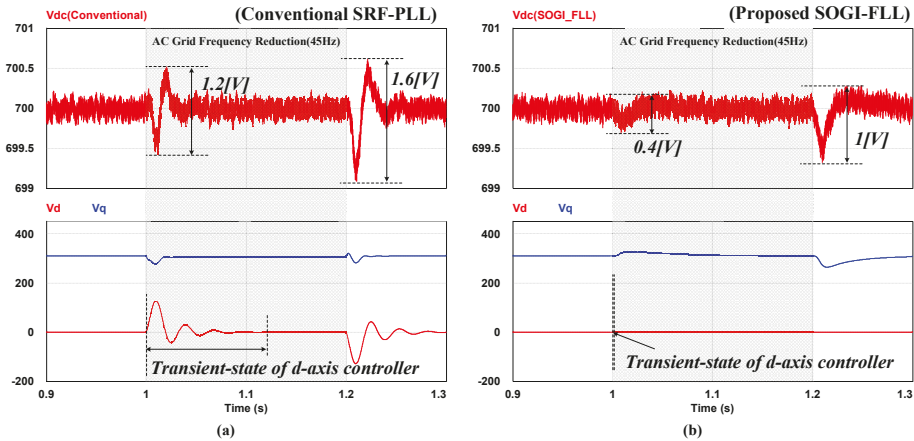 Vdc(Conventional)
(Conventional SRF-PLL)
701
700.5
700
699.5
699
AC Grid Frequency Reduction(45Hz)
1.2[V]
1.6[V]
Vd Vq
400
200
0
-200
Transient-state of d-axis controller
0.9 1 1.1 1.2 1.3
Time (s)
(a)
Vdc(SOGI_FLL)
(Proposed SOGI-FLL)
701
700.5
700
699.5
699
AC Grid Frequency Reduction(45Hz)
0.4[V]
1[V]
Vd Vq
400
200
0
-200
Transient-state of d-axis controller
0.9 1 1.1 1.2 1.3
Time (s)
(b)